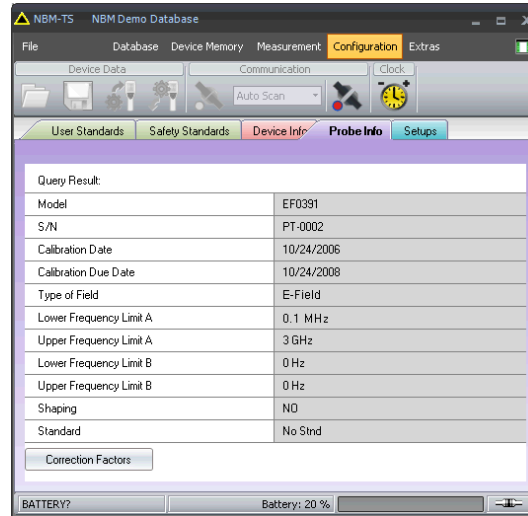 NBM-TS NBM Demo Database
File Database Device Memory Measurement Configuration Extras
Device Data Communication Clock
Auto Scan
User Standards Safety Standards Device Info Probe Info Setups
Query Result:
Model EF0391
S/N PT-0002
Calibration Date 10/24/2006
Calibration Due Date 10/24/2008
Type of Field E-Field
Lower Frequency Limit A 0.1 MHz
Upper Frequency Limit A 3 GHz
Lower Frequency Limit B 0 Hz
Upper Frequency Limit B 0 Hz
Shaping NO
Standard No Stnd
Correction Factors
BATTERY? Battery: 20 %